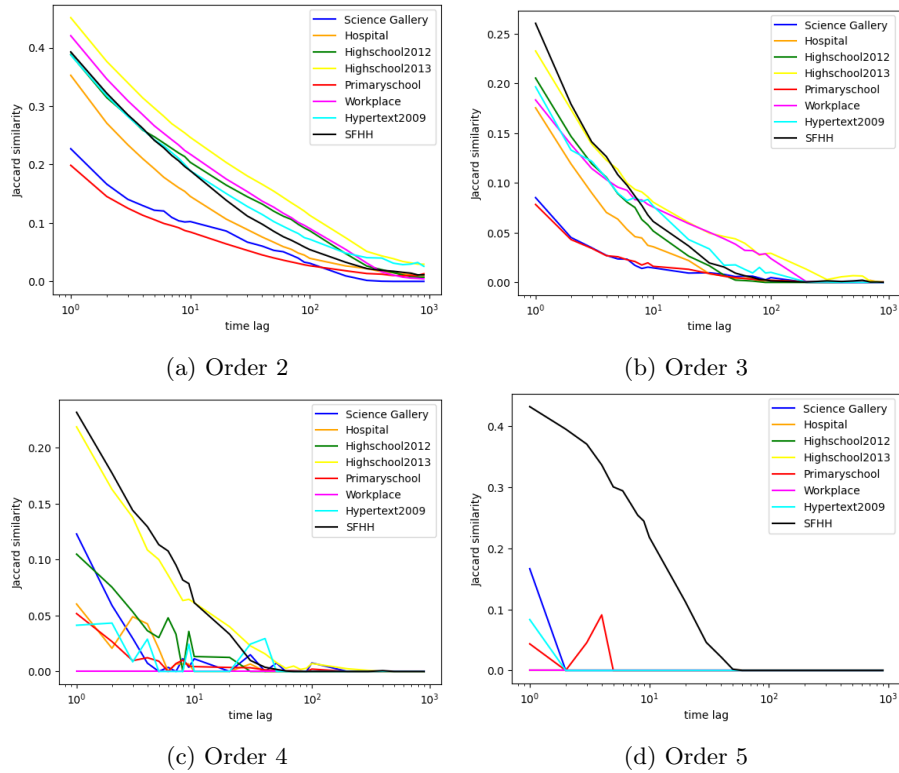 Jaccard similarity
0.4
0.3
0.2
0.1
0.0
10^0
10^1
10^2
10^3
time lag
Science Gallery
Hospital
Highschool2012
Highschool2013
Primaryschool
Workplace
Hypertext2009
SFHH
(a) Order 2
Jaccard similarity
0.25
0.20
0.15
0.10
0.05
0.00
10^0
10^1
10^2
10^3
time lag
Science Gallery
Hospital
Highschool2012
Highschool2013
Primaryschool
Workplace
Hypertext2009
SFHH
(b) Order 3
Jaccard similarity
0.20
0.15
0.10
0.05
0.00
10^0
10^1
10^2
10^3
time lag
Science Gallery
Hospital
Highschool2012
Highschool2013
Primaryschool
Workplace
Hypertext2009
SFHH
(c) Order 4
Jaccard similarity
0.4
0.3
0.2
0.1
0.0
10^0
10^1
10^2
10^3
time lag
Science Gallery
Hospital
Highschool2012
Highschool2013
Primaryschool
Workplace
Hypertext2009
SFHH
(d) Order 5